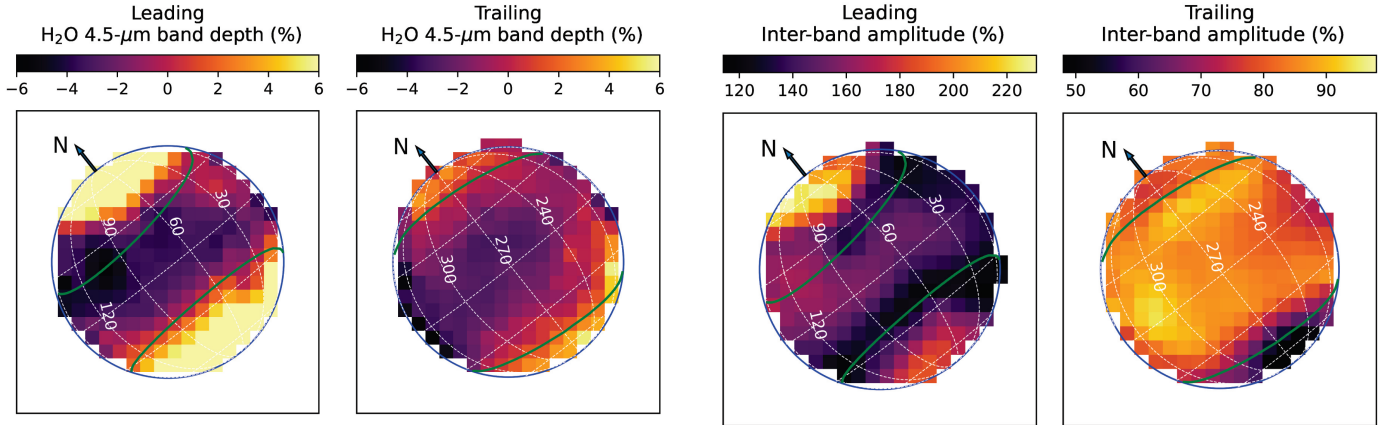 Leading
H₂O 4.5-μm band depth (%)
−6 −4 −2 0 2 4 6
N
30
60
90
120
Trailing
H₂O 4.5-μm band depth (%)
−6 −4 −2 0 2 4 6
N
240
270
300
Leading
Inter-band amplitude (%)
120 140 160 180 200 220
N
30
60
90
120
Trailing
Inter-band amplitude (%)
50 60 70 80 90
N
240
270
300